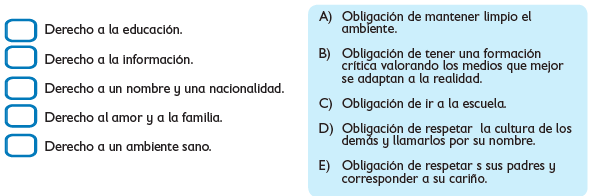 Derecho a la educación.
Derecho a la información.
Derecho a un nombre y una nacionalidad.
Derecho al amor y a la familia.
Derecho a un ambiente sano.
A) Obligación de mantener limpio el
ambiente.
B) Obligación de tener una formación
crítica valorando los medios que mejor
se adaptan a la realidad.
C) Obligación de ir a la escuela.
D) Obligación de respetar la cultura de los
demás y llamarlos por su nombre.
E) Obligación de respetar s sus padres y
corresponder a su cariño.